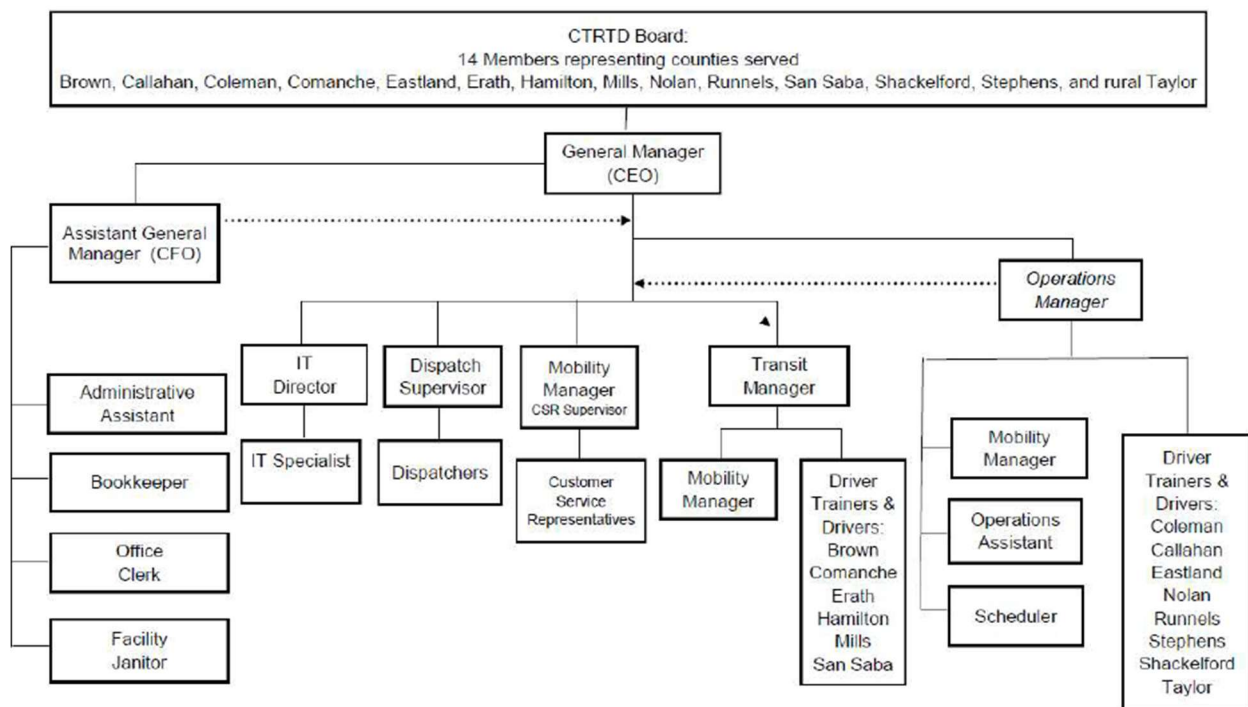 CTRTD Board:
14 Members representing counties served
Brown, Callahan, Coleman, Comanche, Eastland, Erath, Hamilton, Mills, Nolan, Runnels, San Saba, Shackelford, Stephens, and rural Taylor
General Manager
(CEO)
Assistant General
Manager (CFO)
Operations
Manager
IT
Director
Dispatch
Supervisor
Mobility
Manager
CSR Supervisor
Transit
Manager
Administrative
Assistant
Bookkeeper
Office
Clerk
Facility
Janitor
IT Specialist
Dispatchers
Customer
Service
Representatives
Mobility
Manager
Driver
Trainers &
Drivers:
Brown
Comanche
Erath
Hamilton
Mills
San Saba
Mobility
Manager
Operations
Assistant
Scheduler
Driver
Trainers &
Drivers:
Coleman
Callahan
Eastland
Nolan
Runnels
Stephens
Shackelford
Taylor